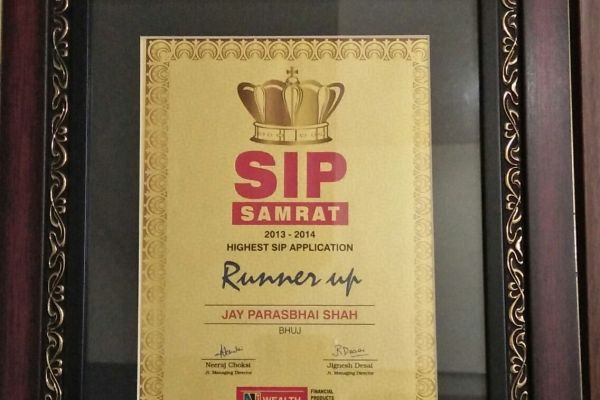 SIP
SAMRAT
2013 - 2014
HIGHEST SIP APPLICATION
Runner up
JAY PARASBHAI SHAH
BHUJ
Neeraj Choksi
Jt. Managing Director
Jignesh Desai
Jt. Managing Director
WEALTH
FINANCIAL
PRODUCTS